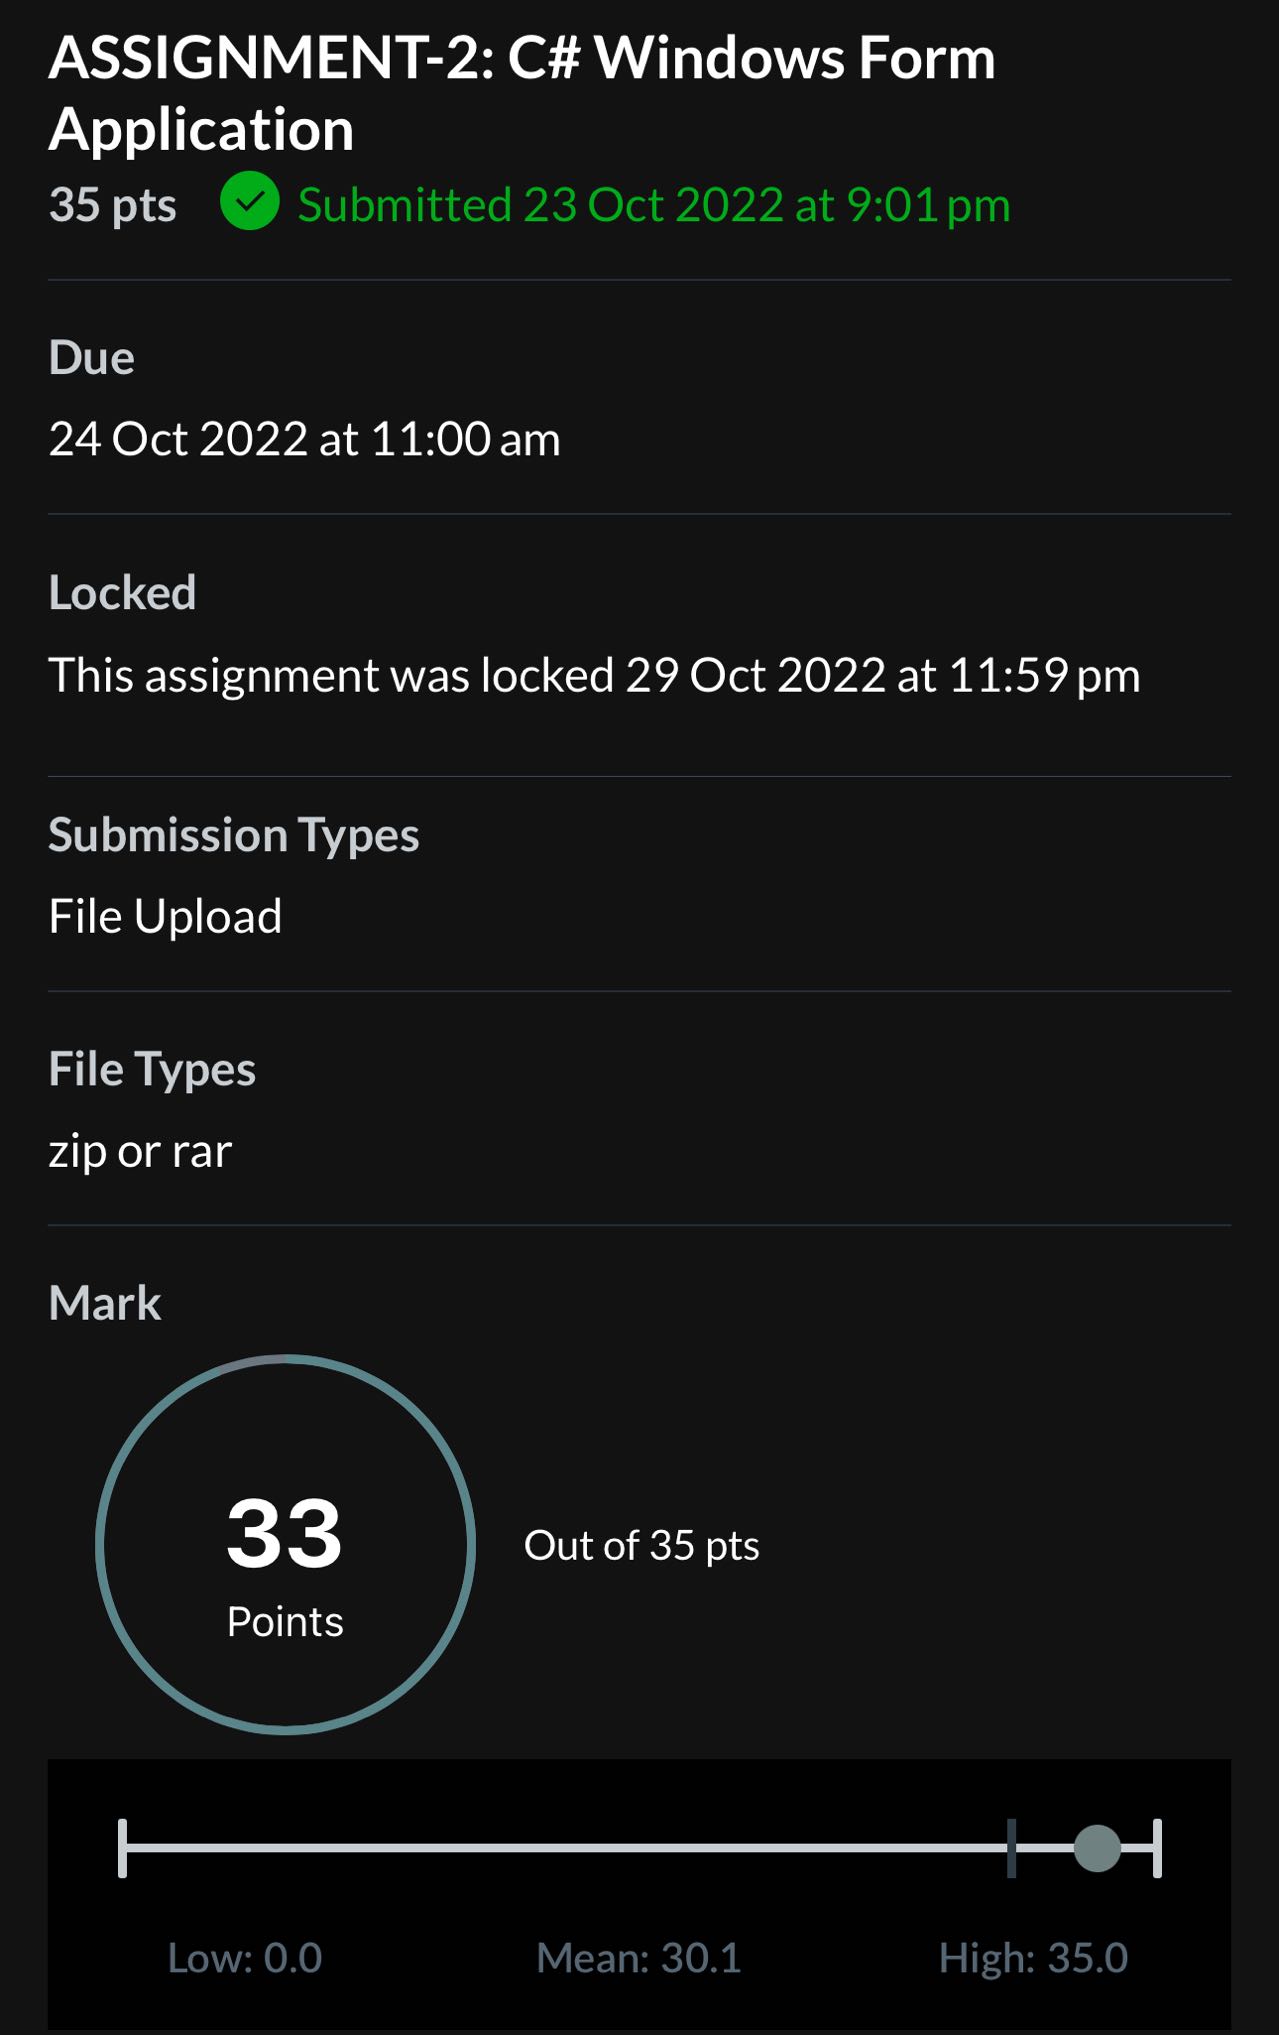 ASSIGNMENT-2: C# Windows Form
Application
35 pts Submitted 23 Oct 2022 at 9:01 pm
Due
24 Oct 2022 at 11:00 am
Locked
This assignment was locked 29 Oct 2022 at 11:59 pm
Submission Types
File Upload
File Types
zip or rar
Mark
33
Points
Out of 35 pts
Low: 0.0 Mean: 30.1 High: 35.0